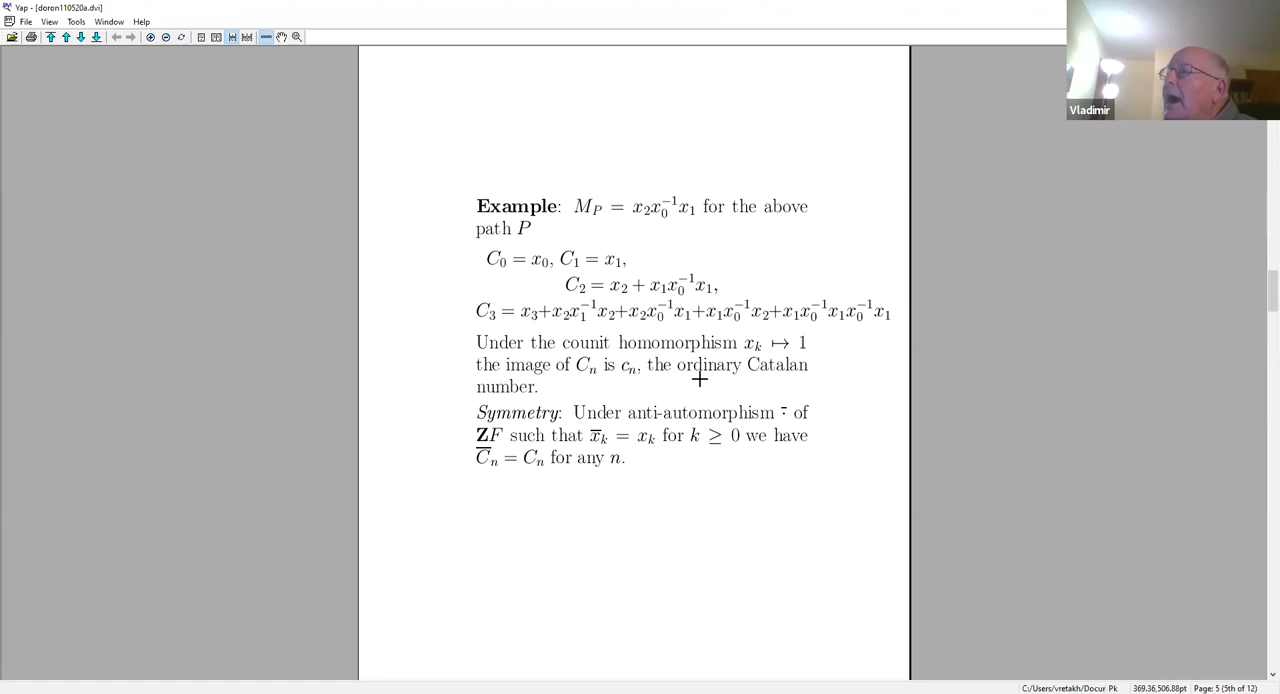 Yap - [doron110520a.dvi]
File View Tools Window Help
Vladimir
Example: M_P = x_2x_0^{-1}x_1 for the above
path P
C_0 = x_0, C_1 = x_1,
C_2 = x_2 + x_1x_0^{-1}x_1,
C_3 = x_3+x_2x_1^{-1}x_2+x_2x_0^{-1}x_1+x_1x_0^{-1}x_2+x_1x_0^{-1}x_1x_0^{-1}x_1
Under the counit homomorphism x_k ↦ 1
the image of C_n is c_n, the ordinary Catalan
number.
Symmetry: Under anti-automorphism ¯· of
ZF such that x̄_k = x_k for k ≥ 0 we have
C̄_n = C_n for any n.
C:/Users/vretakh/Docur Pk 369.36,506.88pt Page: 5 (5th of 12)